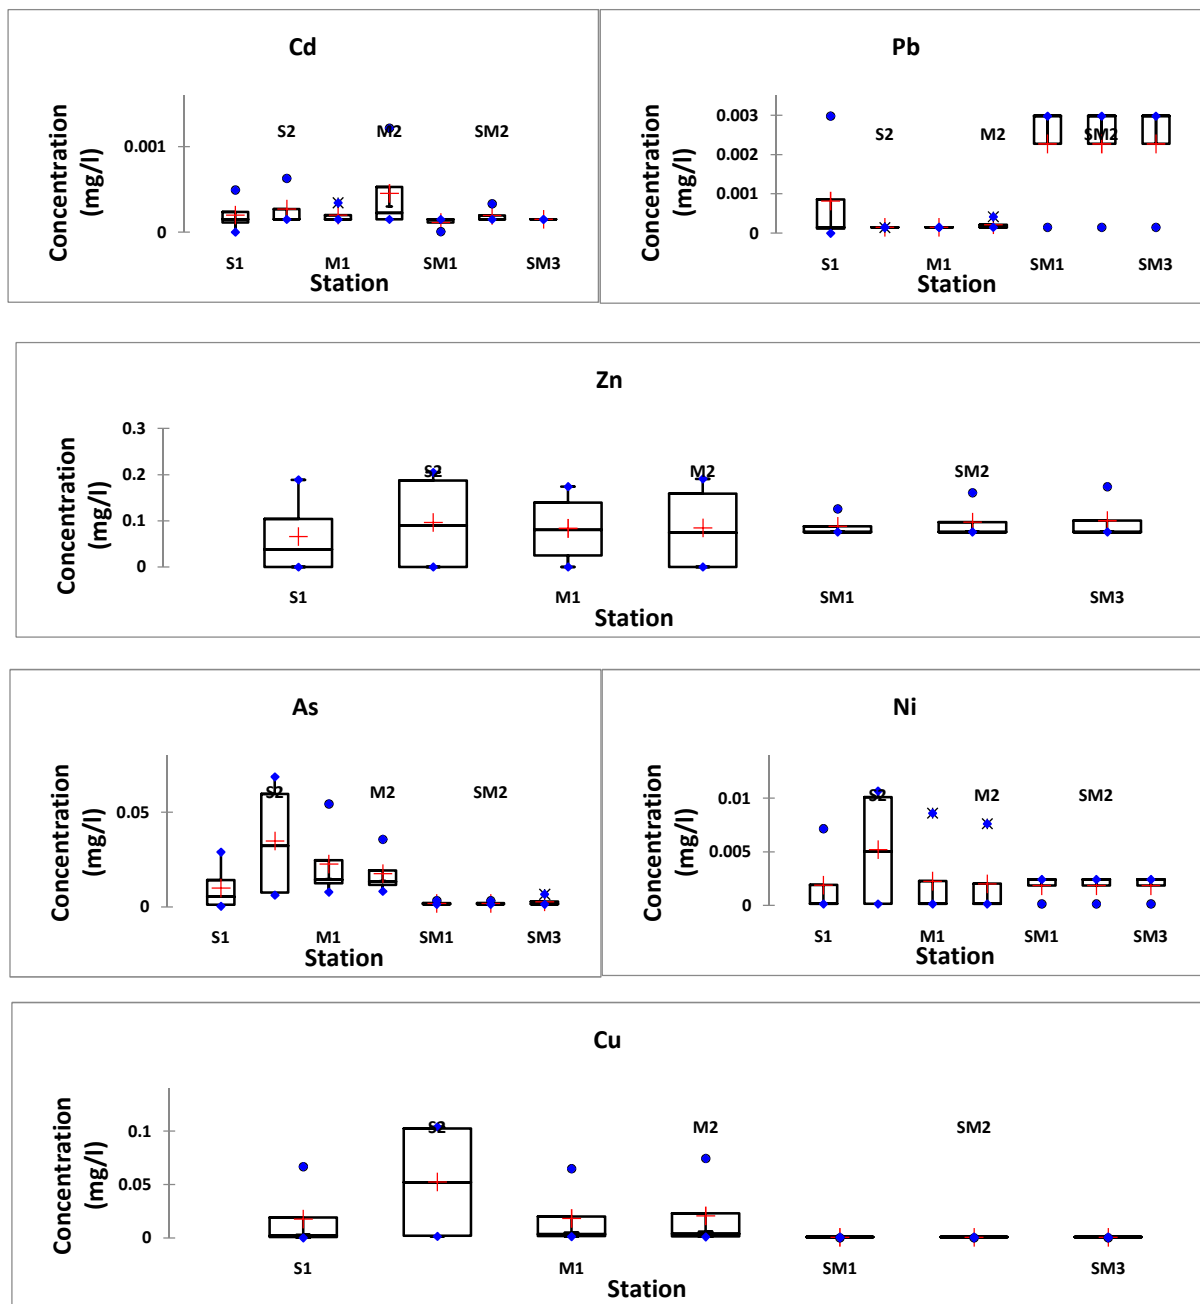 Cd
Concentration
(mg/l)
0.001
0
S2
M2
SM2
S1
M1
SM1
SM3
Station
Pb
0.003
0.002
0.001
0
S2
M2
SM2
S1
M1
SM1
SM3
Station
Concentration
(mg/l)
Zn
Concentration
(mg/l)
0.3
0.2
0.1
0
S2
M2
SM2
S1
M1
SM1
SM3
Station
As
Concentration
(mg/l)
0.05
0
S2
M2
SM2
S1
M1
SM1
SM3
Station
Ni
Concentration
(mg/l)
0.01
0.005
0
S2
M2
SM2
S1
M1
SM1
SM3
Station
Cu
Concentration
(mg/l)
0.1
0.05
0
S2
M2
SM2
S1
M1
SM1
SM3
Station